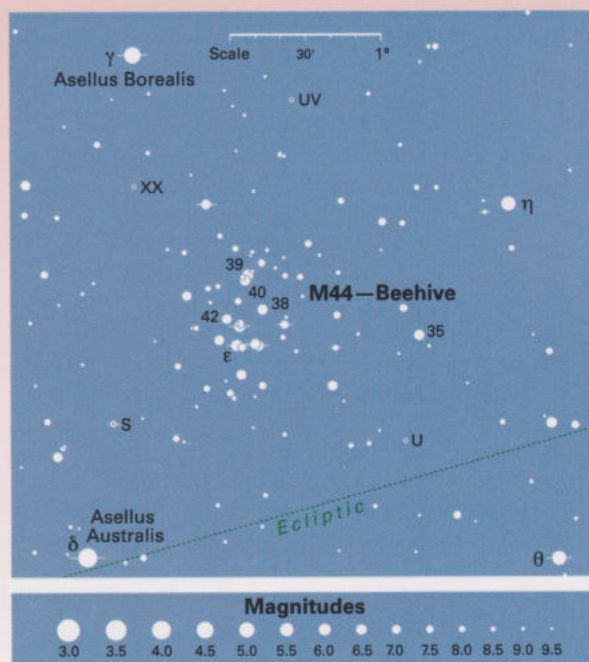 γ
Asellus Borealis
Scale 30' 1°
UV
XX
η
39
40
M44—Beehive
38
42
35
ε
S
U
Ecliptic
Asellus
Australis
δ
θ
Magnitudes
3.0 3.5 4.0 4.5 5.0 5.5 6.0 6.5 7.0 7.5 8.0 8.5 9.0 9.5